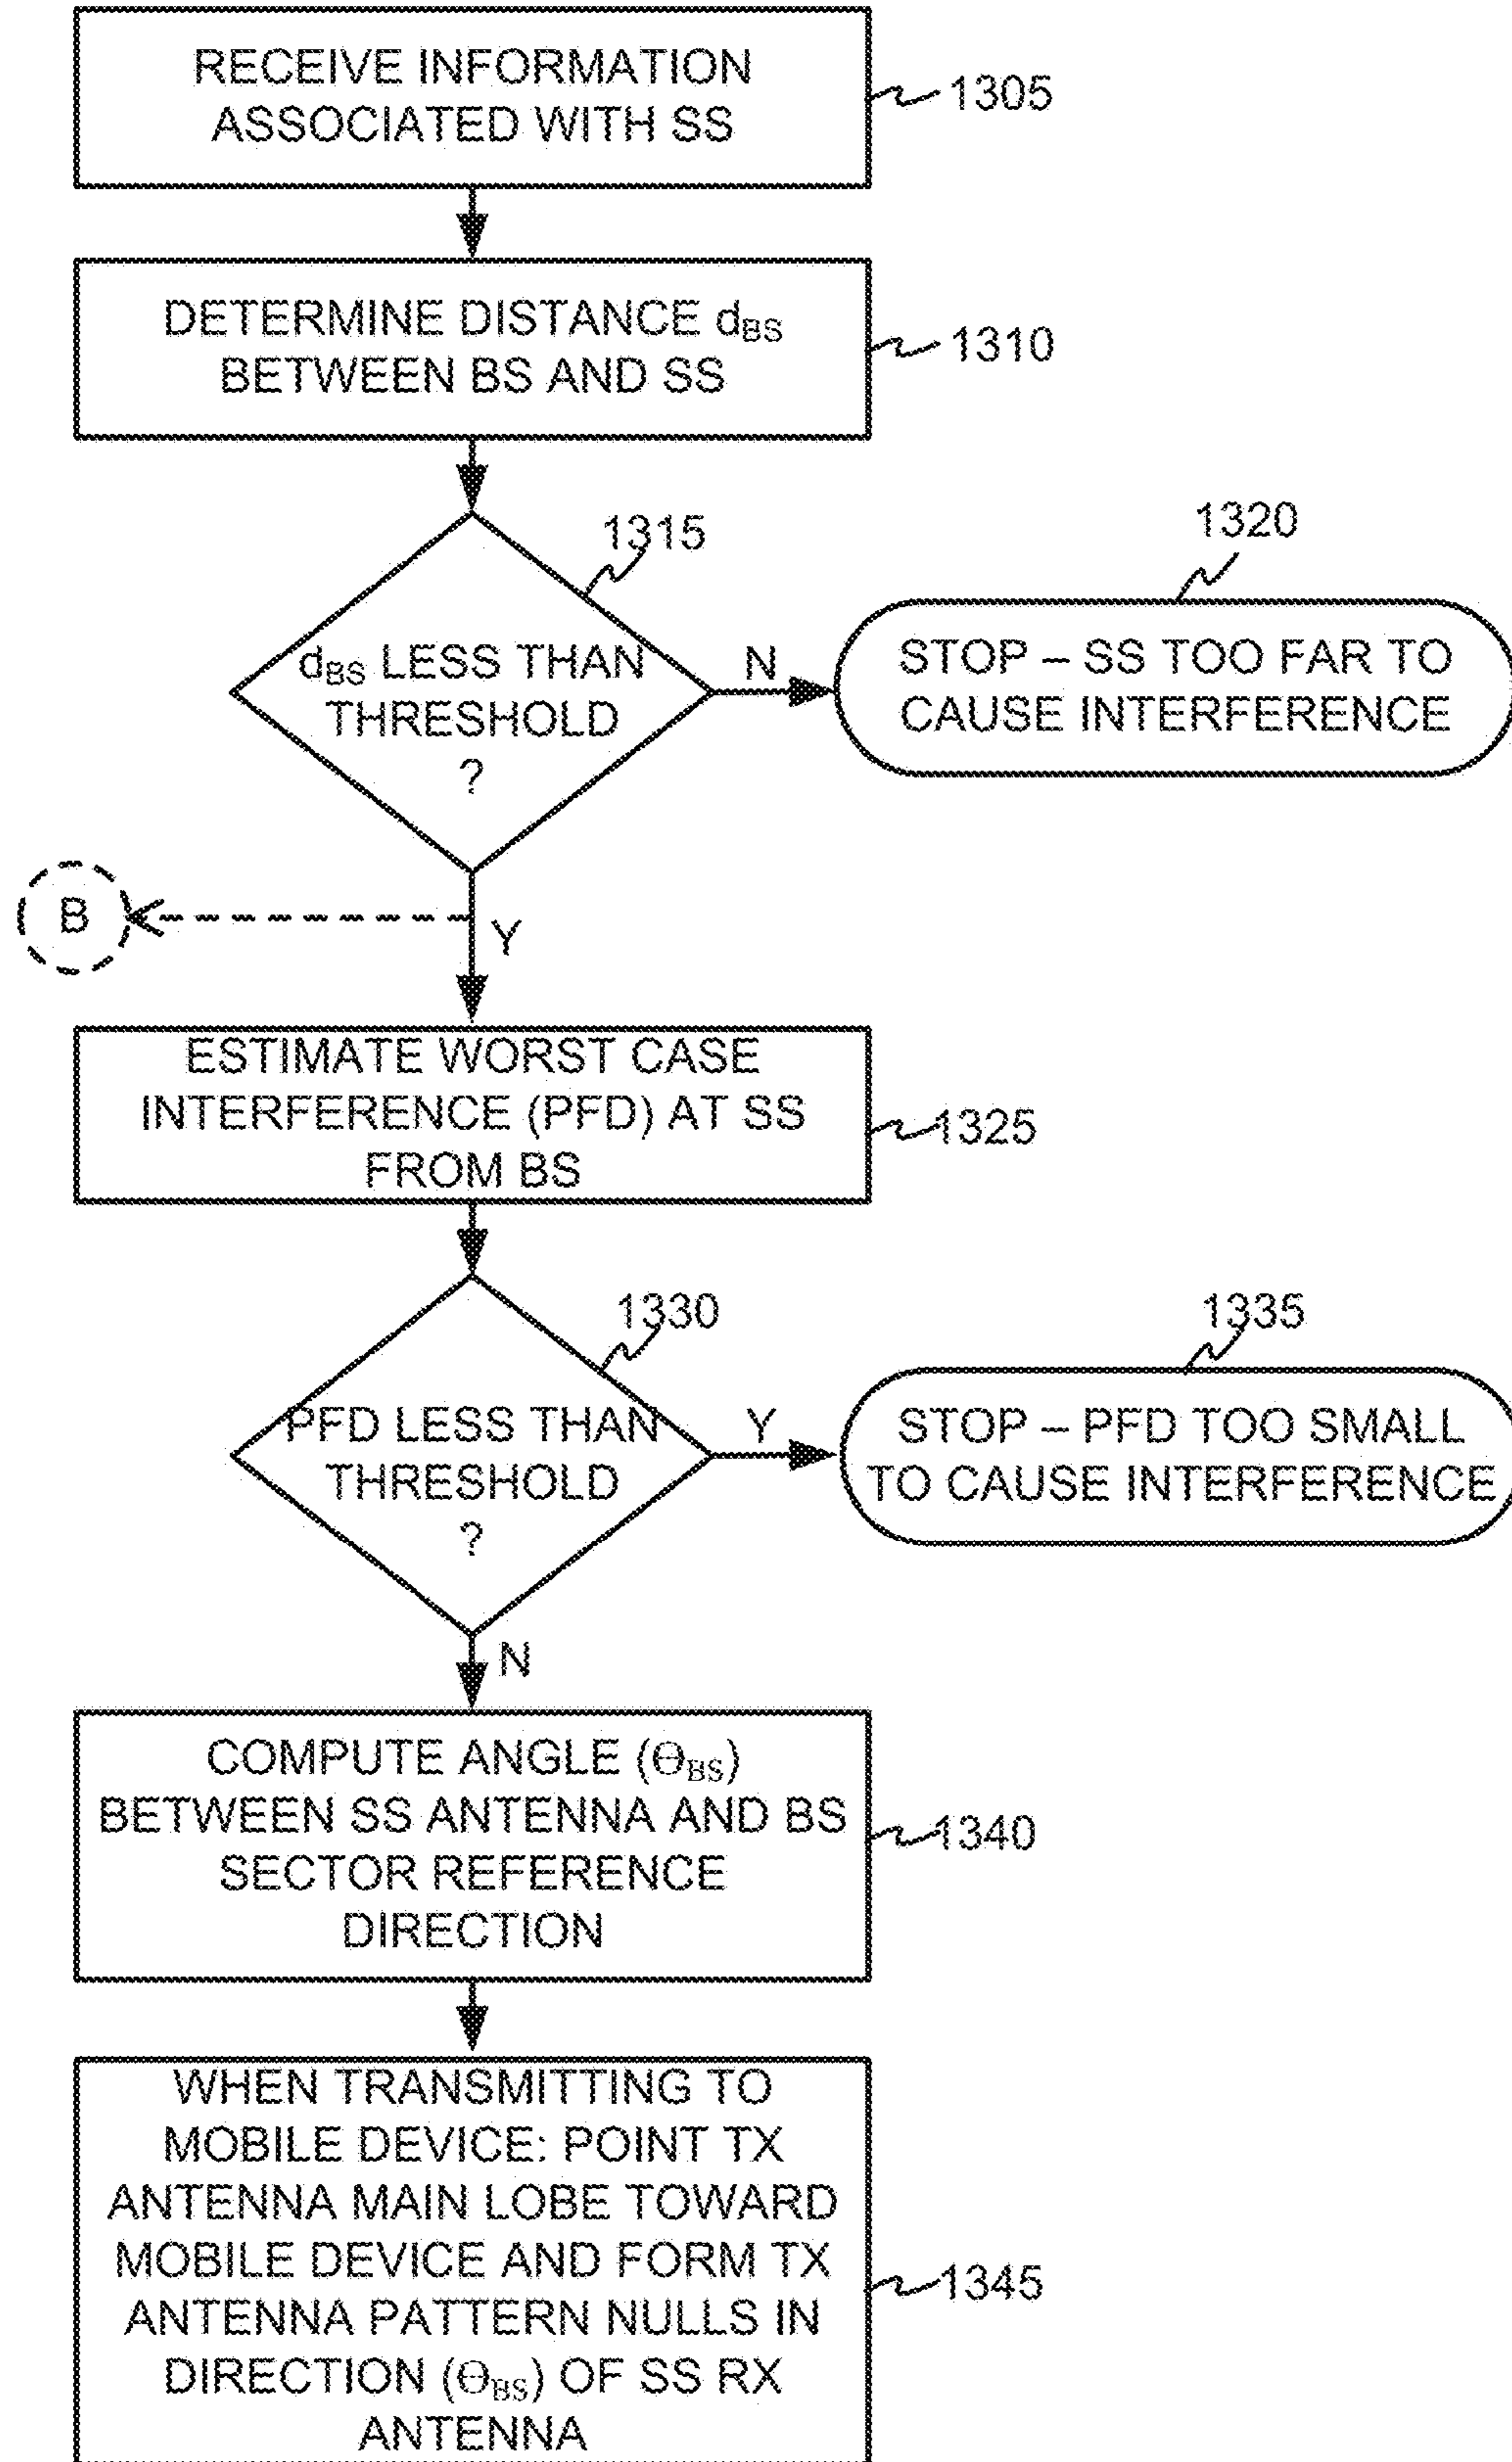 RECEIVE INFORMATION
ASSOCIATED WITH SS
1305
DETERMINE DISTANCE dBS
BETWEEN BS AND SS
1310
1315
dBS LESS THAN
THRESHOLD
?
N
1320
STOP – SS TOO FAR TO
CAUSE INTERFERENCE
B
Y
ESTIMATE WORST CASE
INTERFERENCE (PFD) AT SS
FROM BS
1325
1330
PFD LESS THAN
THRESHOLD
?
Y
1335
STOP – PFD TOO SMALL
TO CAUSE INTERFERENCE
N
COMPUTE ANGLE (ΘBS)
BETWEEN SS ANTENNA AND BS
SECTOR REFERENCE
DIRECTION
1340
WHEN TRANSMITTING TO
MOBILE DEVICE: POINT TX
ANTENNA MAIN LOBE TOWARD
MOBILE DEVICE AND FORM TX
ANTENNA PATTERN NULLS IN
DIRECTION (ΘBS) OF SS RX
ANTENNA
1345